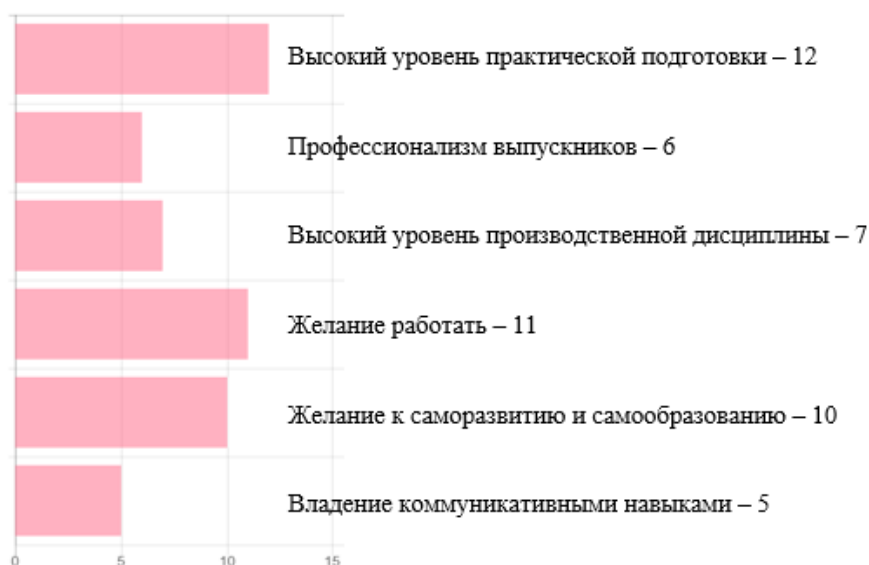 Высокий уровень практической подготовки – 12
Профессионализм выпускников – 6
Высокий уровень производственной дисциплины – 7
Желание работать – 11
Желание к саморазвитию и самообразованию – 10
Владение коммуникативными навыками – 5
0 5 10 15